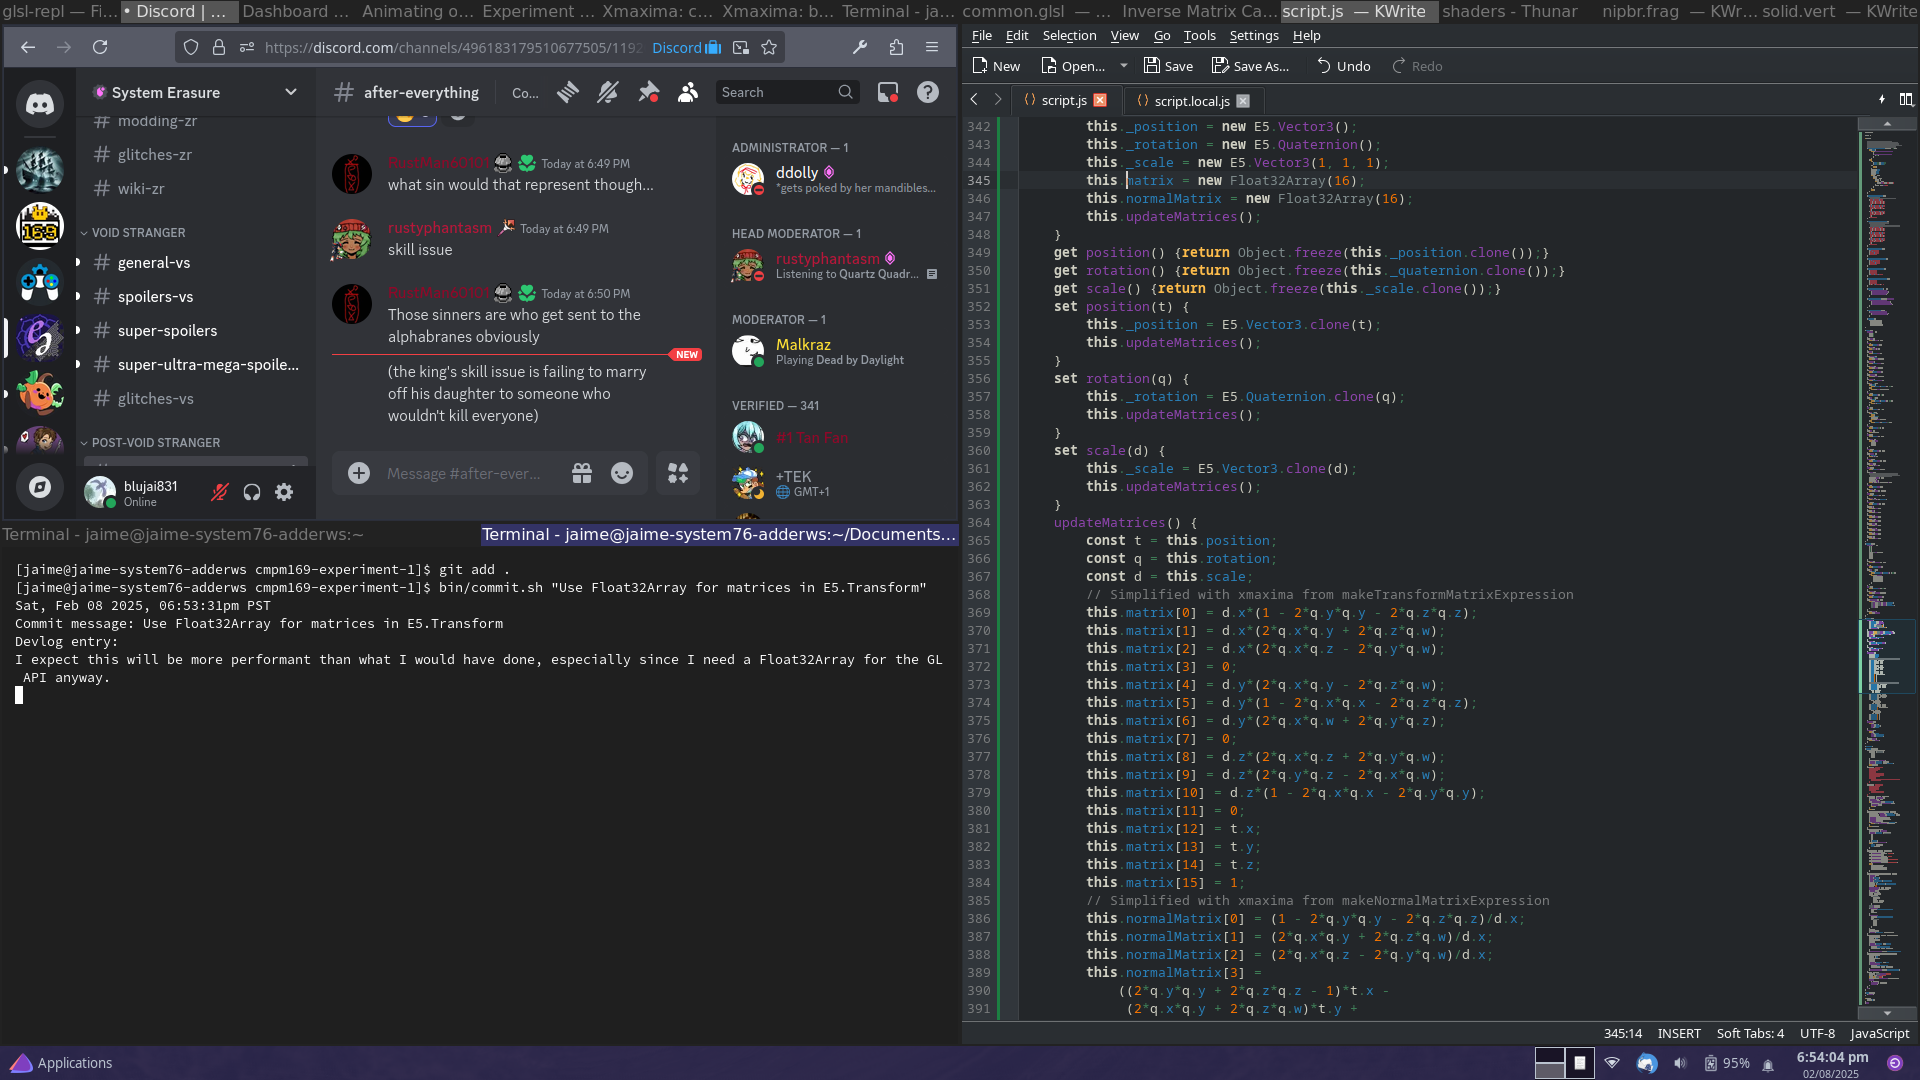 glsl-repl — Fi...
• Discord | ...
Dashboard ...
Animating o...
Experiment ...
Xmaxima: c...
Xmaxima: b...
Terminal - ja...
common.glsl — ...
Inverse Matrix Ca...
script.js — KWrite
shaders - Thunar
nipbr.frag — KWr...
solid.vert — KWrite
https://discord.com/channels/496183179510677505/1192
Discord
System Erasure
# after-everything
Co...
Search
modding-zr
glitches-zr
wiki-zr
VOID STRANGER
general-vs
spoilers-vs
super-spoilers
super-ultra-mega-spoile...
glitches-vs
POST-VOID STRANGER
blujai831
Online
Today at 6:49 PM
what sin would that represent though...
rustyphantasm Today at 6:49 PM
skill issue
Today at 6:50 PM
Those sinners are who get sent to the
alphabranes obviously
NEW
(the king's skill issue is failing to marry
off his daughter to someone who
wouldn't kill everyone)
Message #after-ever...
ADMINISTRATOR — 1
ddolly
*gets poked by her mandibles...
HEAD MODERATOR — 1
rustyphantasm
Listening to Quartz Quadr...
MODERATOR — 1
Malkraz
Playing Dead by Daylight
VERIFIED — 341
#1 Tan Fan
+TEK
GMT+1
Terminal - jaime@jaime-system76-adderws:~
Terminal - jaime@jaime-system76-adderws:~/Documents...
[jaime@jaime-system76-adderws cmpm169-experiment-1]$ git add .
[jaime@jaime-system76-adderws cmpm169-experiment-1]$ bin/commit.sh "Use Float32Array for matrices in E5.Transform"
Sat, Feb 08 2025, 06:53:31pm PST
Commit message: Use Float32Array for matrices in E5.Transform
Devlog entry:
I expect this will be more performant than what I would have done, especially since I need a Float32Array for the GL
API anyway.
File Edit Selection View Go Tools Settings Help
New Open... Save Save As... Undo Redo
script.js
script.local.js
342 this._position = new E5.Vector3();
343 this._rotation = new E5.Quaternion();
344 this._scale = new E5.Vector3(1, 1, 1);
345 this.matrix = new Float32Array(16);
346 this.normalMatrix = new Float32Array(16);
347 this.updateMatrices();
348 }
349 get position() {return Object.freeze(this._position.clone());}
350 get rotation() {return Object.freeze(this._quaternion.clone());}
351 get scale() {return Object.freeze(this._scale.clone());}
352 set position(t) {
353 this._position = E5.Vector3.clone(t);
354 this.updateMatrices();
355 }
356 set rotation(q) {
357 this._rotation = E5.Quaternion.clone(q);
358 this.updateMatrices();
359 }
360 set scale(d) {
361 this._scale = E5.Vector3.clone(d);
362 this.updateMatrices();
363 }
364 updateMatrices() {
365 const t = this.position;
366 const q = this.rotation;
367 const d = this.scale;
368 // Simplified with xmaxima from makeTransformMatrixExpression
369 this.matrix[0] = d.x*(1 - 2*q.y*q.y - 2*q.z*q.z);
370 this.matrix[1] = d.x*(2*q.x*q.y + 2*q.z*q.w);
371 this.matrix[2] = d.x*(2*q.x*q.z - 2*q.y*q.w);
372 this.matrix[3] = 0;
373 this.matrix[4] = d.y*(2*q.x*q.y - 2*q.z*q.w);
374 this.matrix[5] = d.y*(1 - 2*q.x*q.x - 2*q.z*q.z);
375 this.matrix[6] = d.y*(2*q.x*q.w + 2*q.y*q.z);
376 this.matrix[7] = 0;
377 this.matrix[8] = d.z*(2*q.x*q.z + 2*q.y*q.w);
378 this.matrix[9] = d.z*(2*q.y*q.z - 2*q.x*q.w);
379 this.matrix[10] = d.z*(1 - 2*q.x*q.x - 2*q.y*q.y);
380 this.matrix[11] = 0;
381 this.matrix[12] = t.x;
382 this.matrix[13] = t.y;
383 this.matrix[14] = t.z;
384 this.matrix[15] = 1;
385 // Simplified with xmaxima from makeNormalMatrixExpression
386 this.normalMatrix[0] = (1 - 2*q.y*q.y - 2*q.z*q.z)/d.x;
387 this.normalMatrix[1] = (2*q.x*q.y + 2*q.z*q.w)/d.x;
388 this.normalMatrix[2] = (2*q.x*q.z - 2*q.y*q.w)/d.x;
389 this.normalMatrix[3] =
390 ((2*q.y*q.y + 2*q.z*q.z - 1)*t.x -
391 (2*q.x*q.y + 2*q.z*q.w)*t.y +
345:14 INSERT Soft Tabs: 4 UTF-8 JavaScript
Applications
95%
6:54:04 pm
02/08/2025